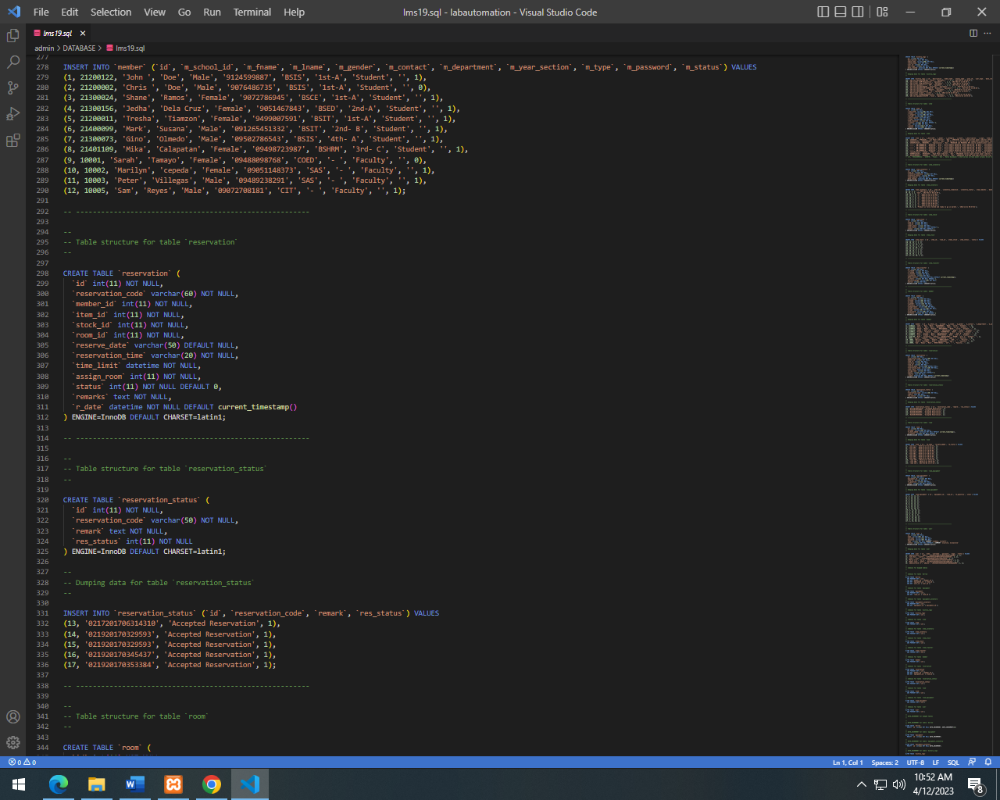 File Edit Selection View Go Run Terminal Help lms19.sql - labautomation - Visual Studio Code
lms19.sql
admin > DATABASE > lms19.sql
277
278 INSERT INTO `member` (`id`, `m_school_id`, `m_fname`, `m_lname`, `m_gender`, `m_contact`, `m_department`, `m_year_section`, `m_type`, `m_password`, `m_status`) VALUES
279 (1, 21200122, 'John ', 'Doe', 'Male', '9124599887', 'BSIS', '1st-A', 'Student', '', 1),
280 (2, 21200002, 'Chris ', 'Doe', 'Male', '9076486735', 'BSIS', '1st-A', 'Student', '', 0),
281 (3, 21300024, 'Shane', 'Ramos', 'Female', '9072786945', 'BSCE', '1st-A', 'Student', '', 1),
282 (4, 21300156, 'Jedha', 'Dela Cruz', 'Female', '9051467843', 'BSED', '2nd-A', 'Student', '', 1),
283 (5, 21200011, 'Tresha', 'Tiamzon', 'Female', '9499007591', 'BSIT', '1st-A', 'Student', '', 1),
284 (6, 21400099, 'Mark', 'Susana', 'Male', '091265451332', 'BSIT', '2nd- B', 'Student', '', 1),
285 (7, 21300073, 'Gino', 'Olmedo', 'Male', '09502786543', 'BSIS', '4th- A', 'Student', '', 1),
286 (8, 21401109, 'Mika', 'Calapatan', 'Female', '09498723987', 'BSHRM', '3rd- C', 'Student', '', 1),
287 (9, 10001, 'Sarah', 'Tamayo', 'Female', '09488098768', 'COED', '- ', 'Faculty', '', 0),
288 (10, 10002, 'Marilyn', 'cepeda', 'Female', '09051148373', 'SAS', '- ', 'Faculty', '', 1),
289 (11, 10003, 'Peter', 'Villegas', 'Male', '09489238291', 'SAS', '- ', 'Faculty', '', 1),
290 (12, 10005, 'Sam', 'Reyes', 'Male', '09072708181', 'CIT', '- ', 'Faculty', '', 1);
291
292 -- --------------------------------------------------------
293
294 --
295 -- Table structure for table `reservation`
296 --
297
298 CREATE TABLE `reservation` (
299 `id` int(11) NOT NULL,
300 `reservation_code` varchar(60) NOT NULL,
301 `member_id` int(11) NOT NULL,
302 `item_id` int(11) NOT NULL,
303 `stock_id` int(11) NOT NULL,
304 `room_id` int(11) NOT NULL,
305 `reserve_date` varchar(50) DEFAULT NULL,
306 `reservation_time` varchar(20) NOT NULL,
307 `time_limit` datetime NOT NULL,
308 `assign_room` int(11) NOT NULL,
309 `status` int(11) NOT NULL DEFAULT 0,
310 `remarks` text NOT NULL,
311 `r_date` datetime NOT NULL DEFAULT current_timestamp()
312 ) ENGINE=InnoDB DEFAULT CHARSET=latin1;
313
314 -- --------------------------------------------------------
315
316 --
317 -- Table structure for table `reservation_status`
318 --
319
320 CREATE TABLE `reservation_status` (
321 `id` int(11) NOT NULL,
322 `reservation_code` varchar(50) NOT NULL,
323 `remark` text NOT NULL,
324 `res_status` int(11) NOT NULL
325 ) ENGINE=InnoDB DEFAULT CHARSET=latin1;
326
327 --
328 -- Dumping data for table `reservation_status`
329 --
330
331 INSERT INTO `reservation_status` (`id`, `reservation_code`, `remark`, `res_status`) VALUES
332 (13, '0217201706314310', 'Accepted Reservation', 1),
333 (14, '021920170329593', 'Accepted Reservation', 1),
334 (15, '021920170329593', 'Accepted Reservation', 1),
335 (16, '021920170345437', 'Accepted Reservation', 1),
336 (17, '021920170353384', 'Accepted Reservation', 1);
337
338 -- --------------------------------------------------------
339
340 --
341 -- Table structure for table `room`
342 --
343
344 CREATE TABLE `room` (
0 0 Ln 1, Col 1 Spaces: 2 UTF-8 LF SQL
10:52 AM
4/12/2023
8